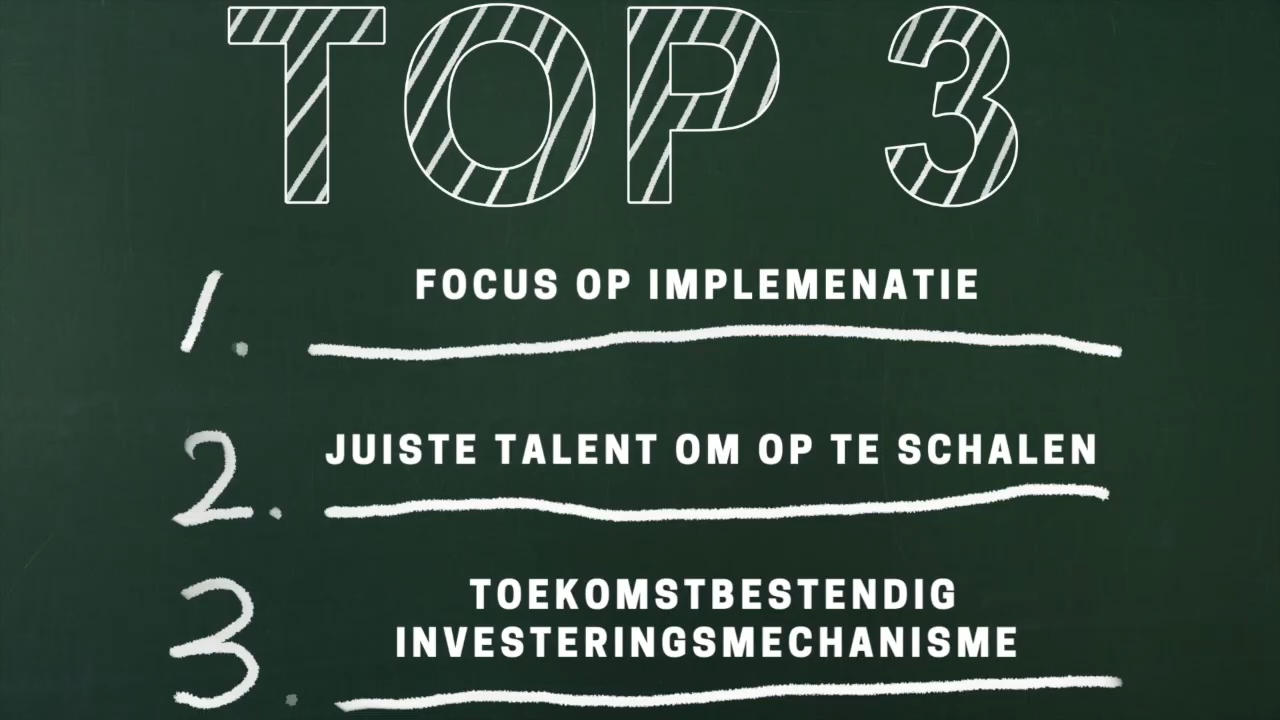 TOP 3
1. FOCUS OP IMPLEMENATIE
2. JUISTE TALENT OM OP TE SCHALEN
3. TOEKOMSTBESTENDIG
INVESTERINGSMECHANISME